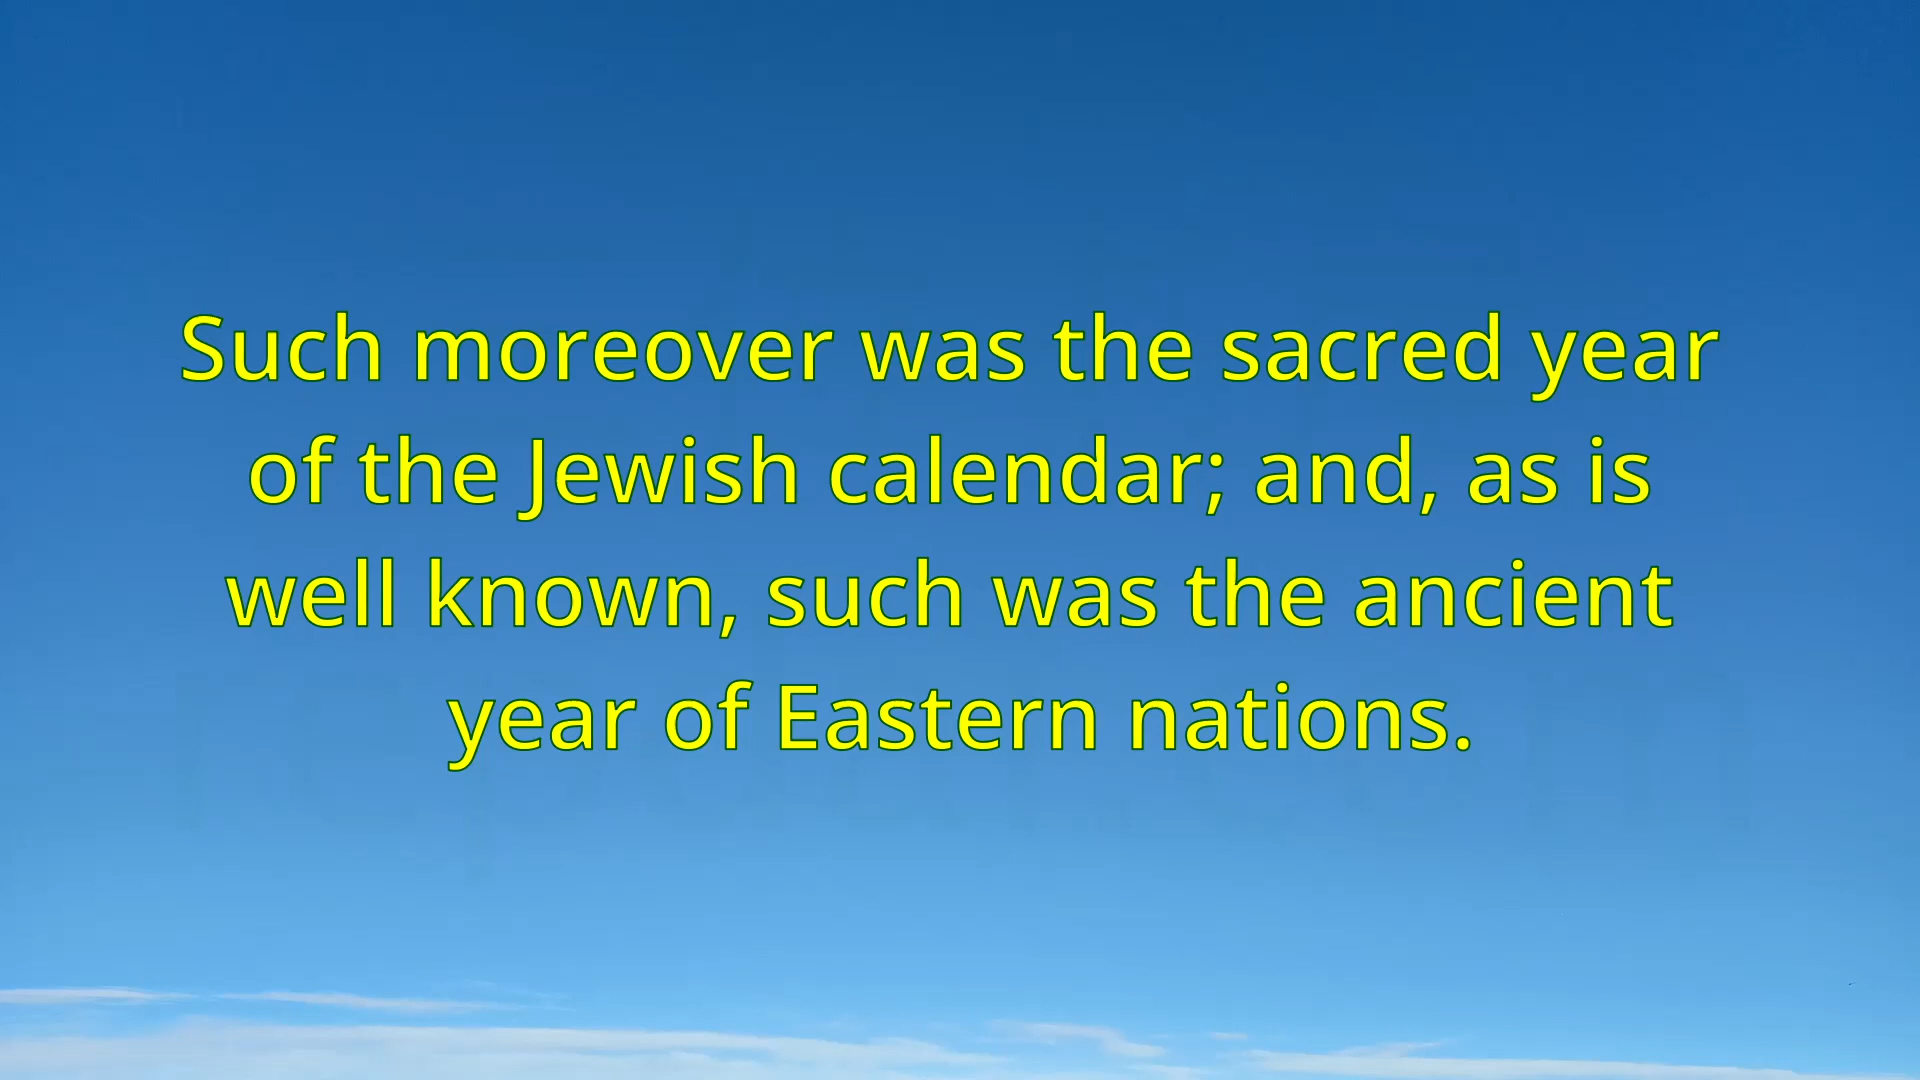 Such moreover was the sacred year
of the Jewish calendar; and, as is
well known, such was the ancient
year of Eastern nations.